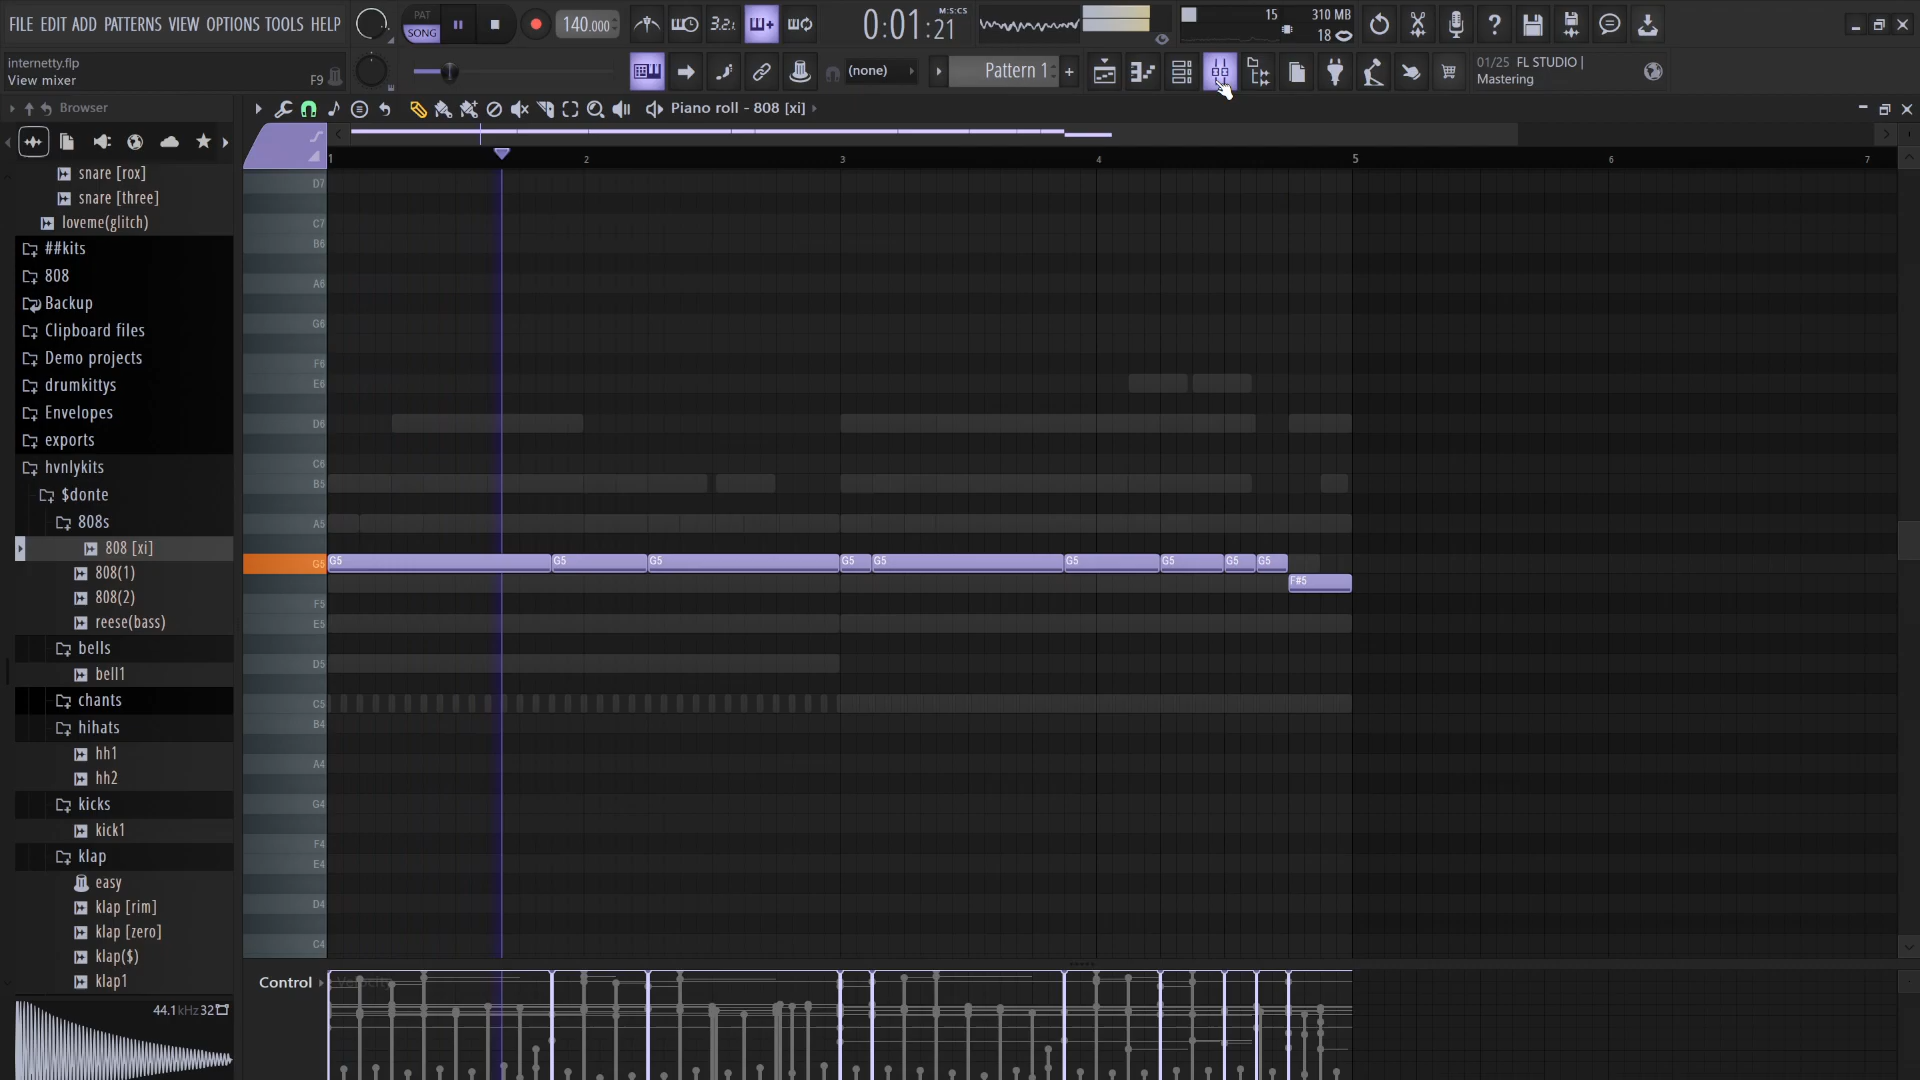 FILE EDIT ADD PATTERNS VIEW OPTIONS TOOLS HELP
PAT
SONG
140.000
3.2.
0:01:21
M:S:CS
15
310 MB
18
internetty.flp
View mixer
F9
(none)
Pattern 1
+
01/25 FL STUDIO |
Mastering
Browser
Piano roll - 808 [xi]
snare [rox]
snare [three]
loveme(glitch)
##kits
808
Backup
Clipboard files
Demo projects
drumkittys
Envelopes
exports
hvnlykits
$donte
808s
808 [xi]
808(1)
808(2)
reese(bass)
bells
bell1
chants
hihats
hh1
hh2
kicks
kick1
klap
easy
klap [rim]
klap [zero]
klap($)
klap1
44.1kHz 32
1 2 3 4 5 6 7
D7
C7
B6
A6
G6
F6
E6
D6
C6
B5
A5
G5
F5
E5
D5
C5
B4
A4
G4
F4
E4
D4
C4
G5 G5 G5 G5 G5 G5 G5 G5 G5
F#5
Control
Velocity